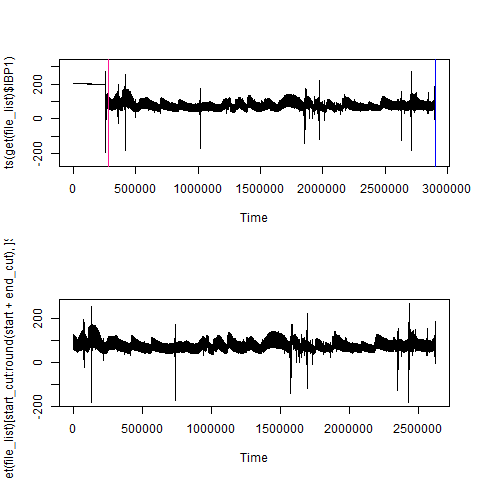 ts(get(file_list)$IBP1)
200
0
-200
0 500000 1000000 1500000 2000000 2500000 3000000
Time
et(file_list)[start_cut:round(start + end_cut), ]$
200
0
-200
0 500000 1000000 1500000 2000000 2500000
Time